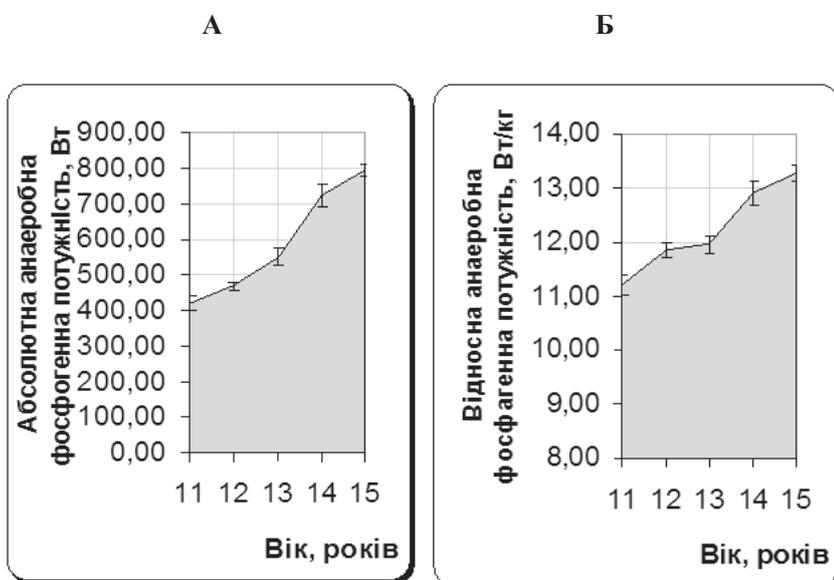 А
Б
Абсолютна анаеробна
фосфогенна потужність, Вт
900,00
800,00
700,00
600,00
500,00
400,00
300,00
200,00
100,00
0,00
11 12 13 14 15
Вік, років
Відносна анаеробна
фосфагенна потужність, Вт/кг
14,00
13,00
12,00
11,00
10,00
9,00
8,00
11 12 13 14 15
Вік, років